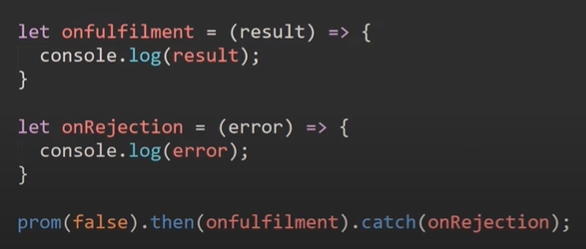 let onfulfilment = (result) => {
  console.log(result);
}
let onRejection = (error) => {
  console.log(error);
}
prom(false).then(onfulfilment).catch(onRejection);